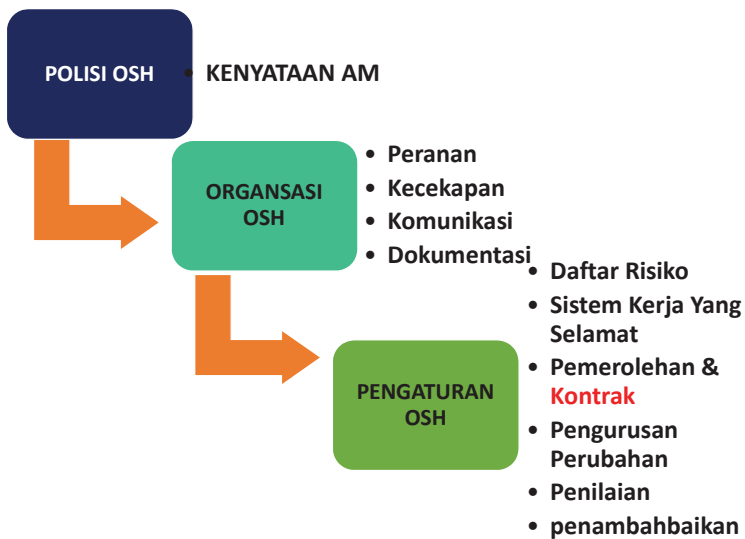 POLISI OSH
• KENYATAAN AM
ORGANSASI
OSH
• Peranan
• Kecekapan
• Komunikasi
• Dokumentasi
PENGATURAN
OSH
• Daftar Risiko
• Sistem Kerja Yang
Selamat
• Pemerolehan &
Kontrak
• Pengurusan
Perubahan
• Penilaian
• penambahbaikan